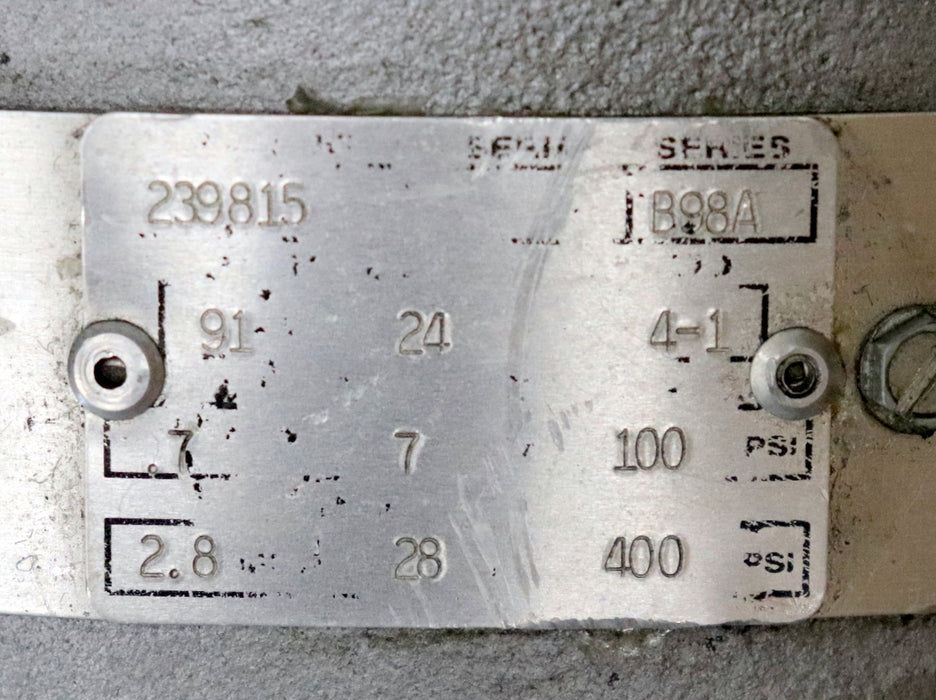 SERIES
239815 B98A
91 24 4-1
.7 7 100 PSI
2.8 28 400 PSI